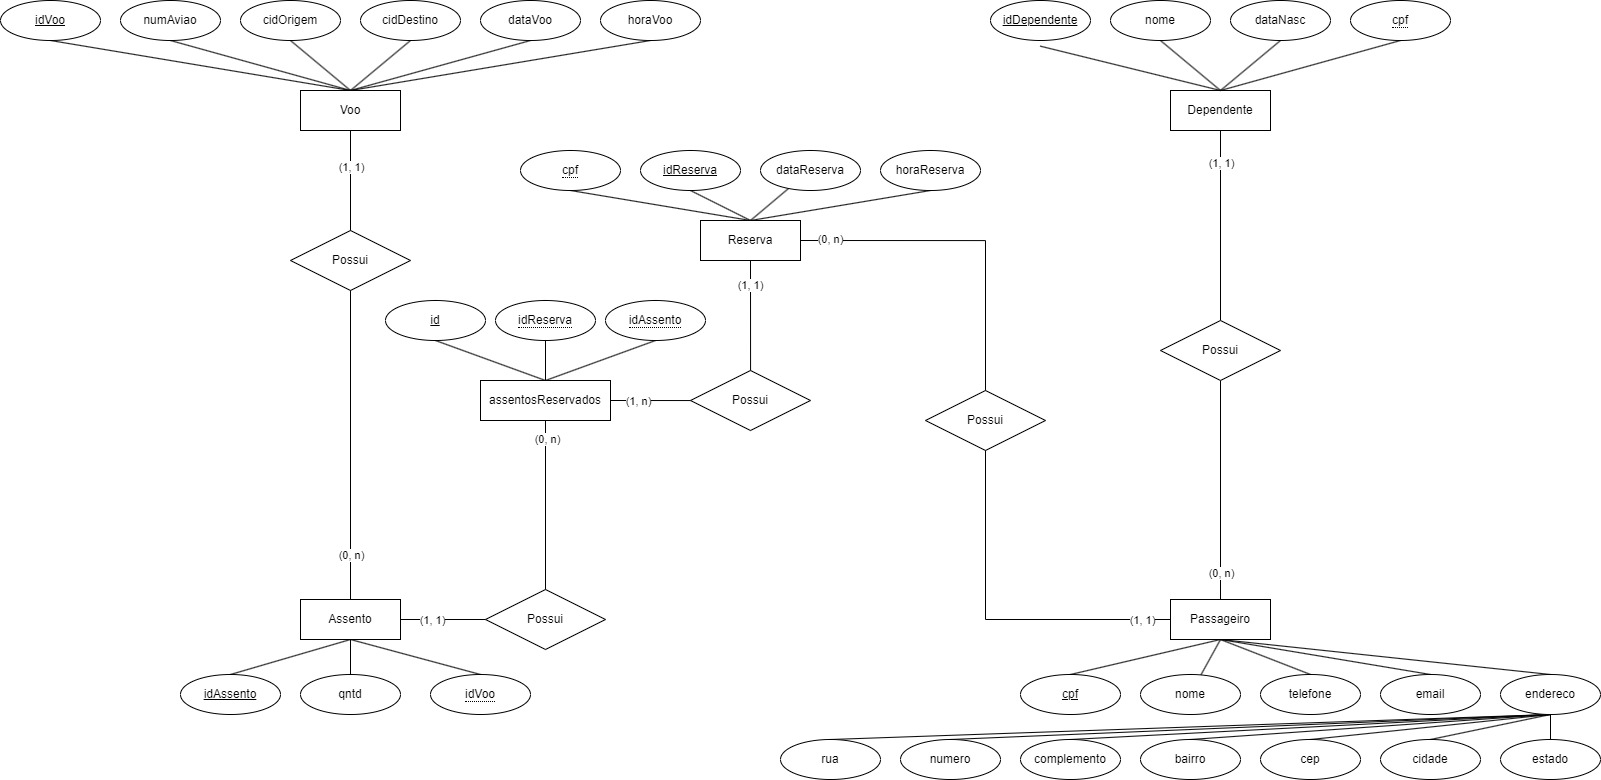 idVoo
numAviao
cidOrigem
cidDestino
dataVoo
horaVoo
idDependente
nome
dataNasc
cpf
Voo
Dependente
(1, 1)
(1, 1)
cpf
idReserva
dataReserva
horaReserva
Reserva
(0, n)
Possui
(1, 1)
id
idReserva
idAssento
Possui
assentosReservados
(1, n)
Possui
Possui
(0, n)
(0, n)
(0, n)
Assento
(1, 1)
Possui
(1, 1)
Passageiro
idAssento
qntd
idVoo
cpf
nome
telefone
email
endereco
rua
numero
complemento
bairro
cep
cidade
estado